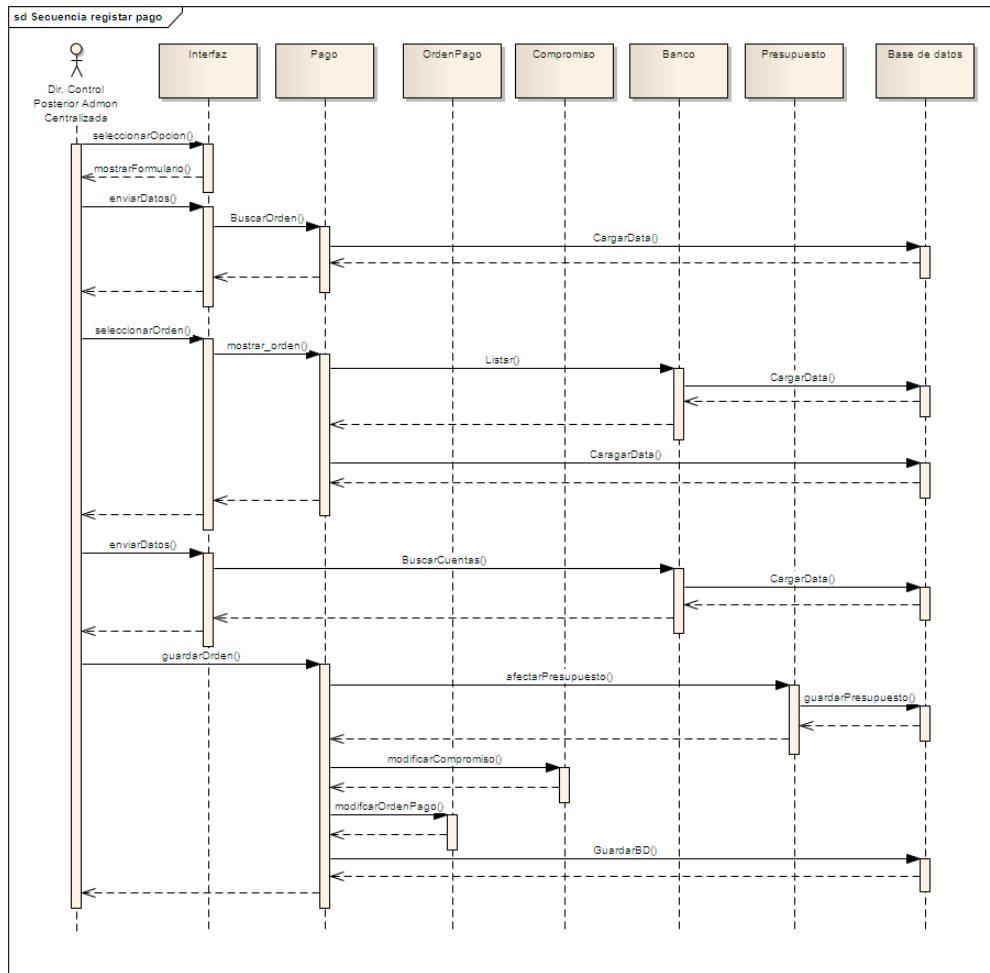 sd Secuencia registar pago
Interfaz
Pago
OrdenPago
Compromiso
Banco
Presupuesto
Base de datos
Dir. Control
Posterior Admon
Centralizada
seleccionarOpcion()
mostrarFormulario()
enviarDatos()
BuscarOrden()
CargarData()
seleccionarOrden()
mostrar_orden()
Listar()
CargarData()
CaragarData()
enviarDatos()
BuscarCuentas()
CargarData()
guardarOrden()
afectarPresupuesto()
guardarPresupuesto()
modificarCompromiso()
modifcarOrdenPago()
GuardarBD()